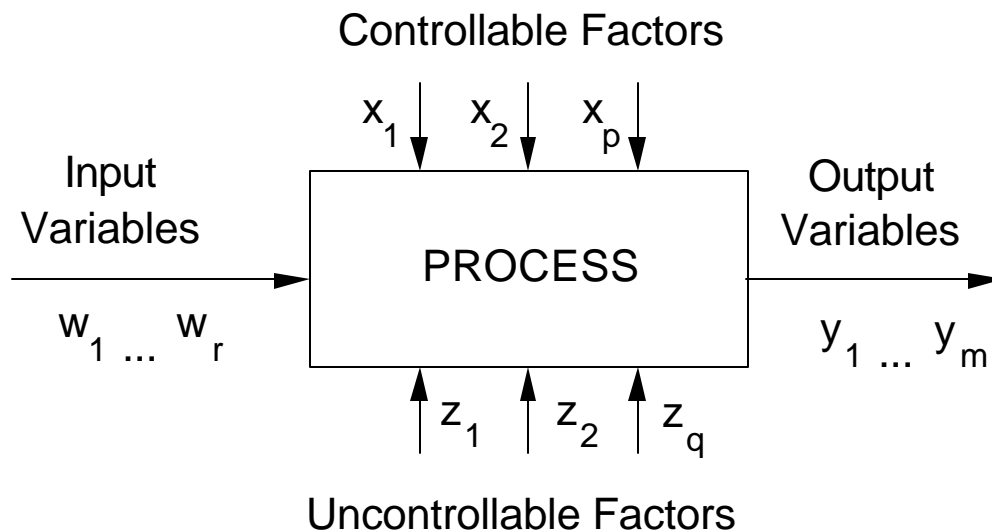 Controllable Factors
x1 x2 xp
Input
Variables
Output
Variables
PROCESS
w1 ... wr
y1 ... ym
z1 z2 zq
Uncontrollable Factors